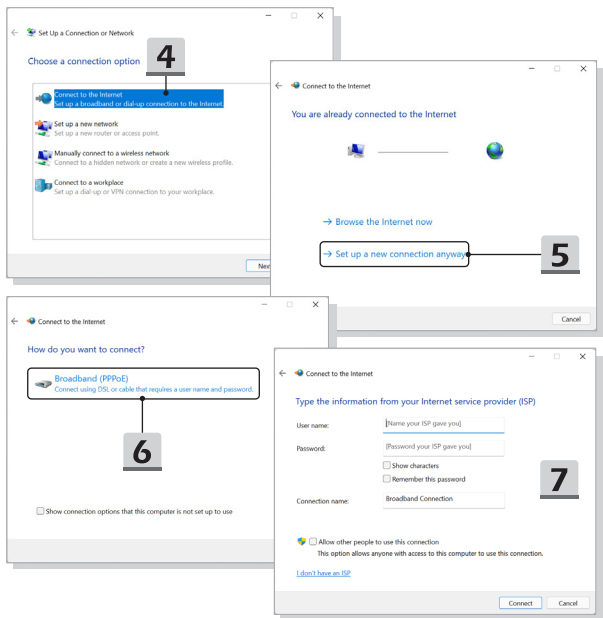 Set Up a Connection or Network
Choose a connection option
4
Connect to the Internet
Set up a broadband or dial-up connection to the Internet.
Set up a new network
Set up a new router or access point.
Manually connect to a wireless network
Connect to a hidden network or create a new wireless profile.
Connect to a workplace
Set up a dial-up or VPN connection to your workplace.
Connect to the Internet
You are already connected to the Internet
→ Browse the Internet now
→ Set up a new connection anyway
5
Cancel
Connect to the Internet
How do you want to connect?
Broadband (PPPoE)
Connect using DSL or cable that requires a user name and password.
6
Show connection options that this computer is not set up to use
Connect to the Internet
Type the information from your Internet service provider (ISP)
User name:
[Name your ISP gave you]
Password:
[Password your ISP gave you]
Show characters
Remember this password
7
Connection name:
Broadband Connection
Allow other people to use this connection
This option allows anyone with access to this computer to use this connection.
I don't have an ISP
Connect
Cancel